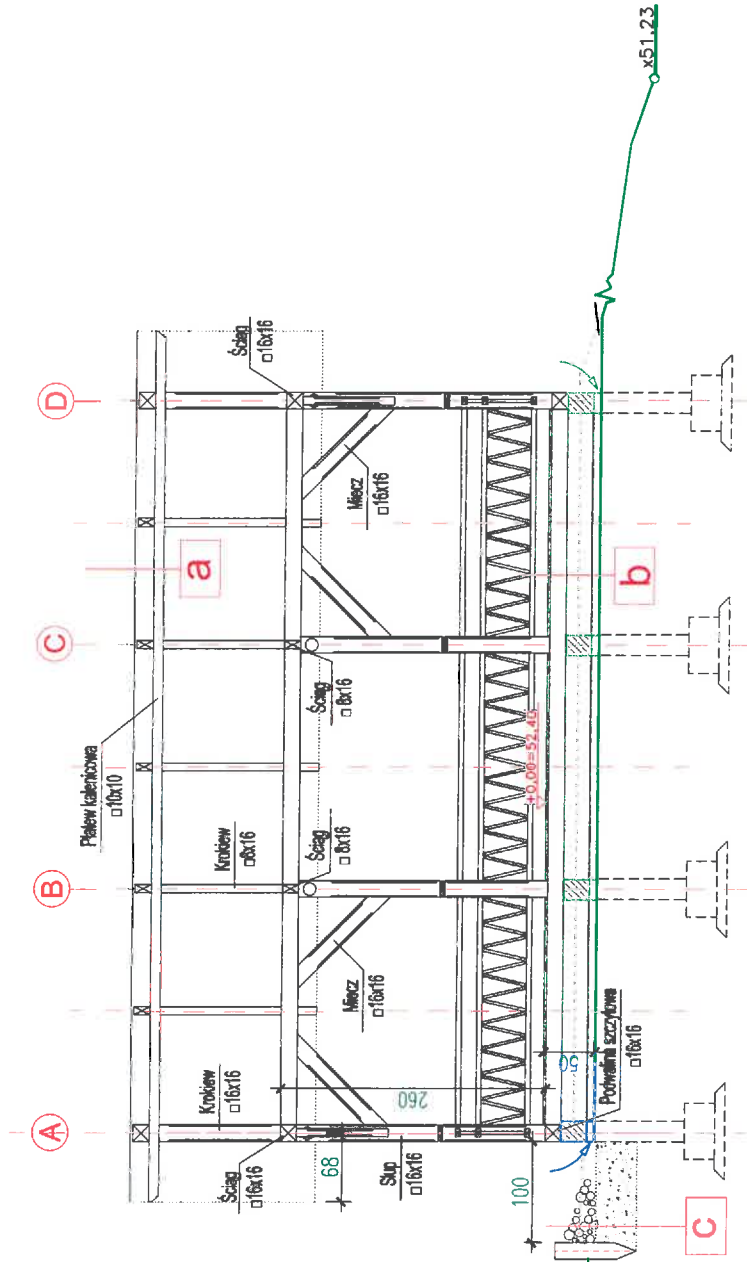 A
B
C
D
Płatew kalenicowa
□10x10
a
Krokiew
□16x16
Krokiew
□8x16
Ściąg
□16x16
Ściąg
□ 8x16
Ściąg
□ 8x16
Ściąg
□16x16
68
Słup
□16x16
260
Miecz
□16x16
Miecz
□16x16
100
+0.00=52.40
b
50
Podwalina szczytowa
□16x16
c
x51.23